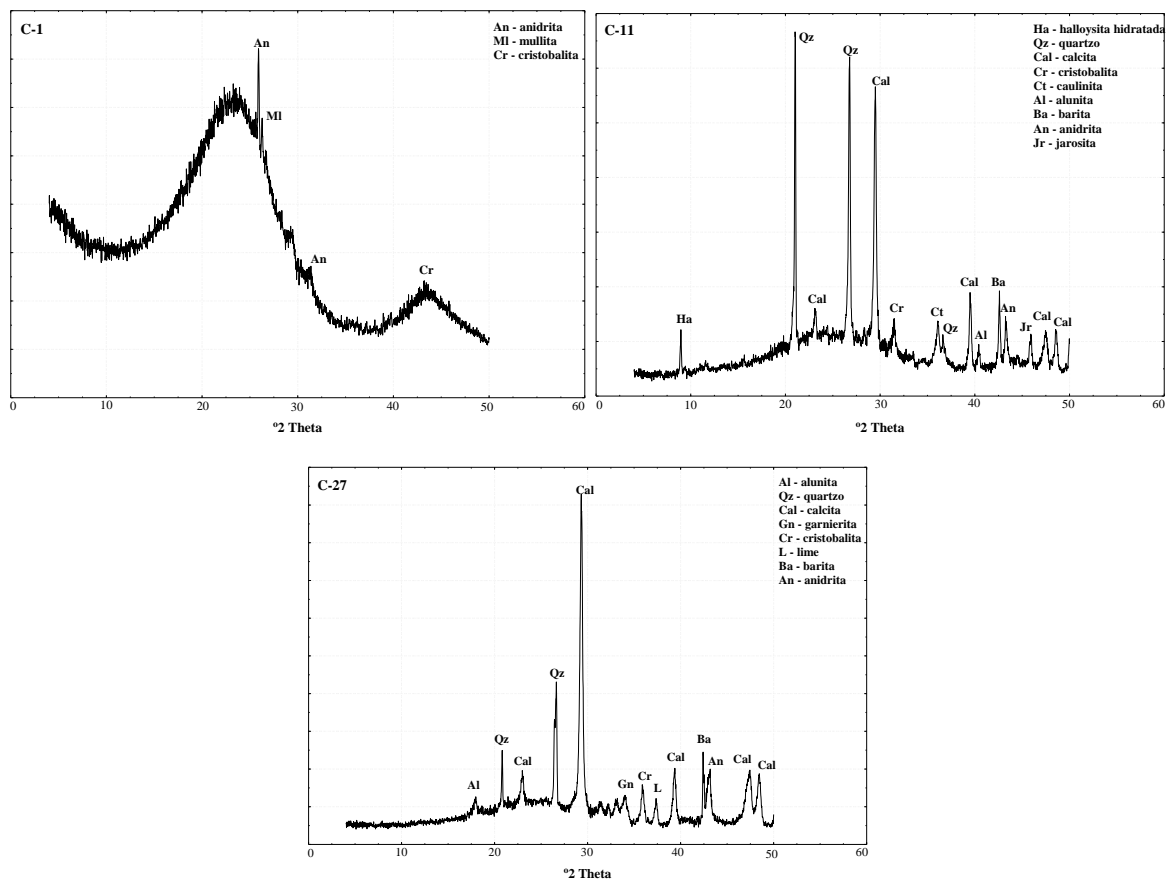 C-1
An - anidrita
Ml - mullita
Cr - cristobalita
An
Ml
An
Cr
0 10 20 30 40 50 60
º2 Theta
C-11
Ha - halloysita hidratada
Qz - quartzo
Cal - calcita
Cr - cristobalita
Ct - caulinita
Al - alunita
Ba - barita
An - anidrita
Jr - jarosita
Qz
Qz
Cal
Ha
Cal
Cr
Ct
Qz
Cal
Al
Ba
An
Jr
Cal
Cal
0 10 20 30 40 50 60
º2 Theta
C-27
Al - alunita
Qz - quartzo
Cal - calcita
Gn - garnierita
Cr - cristobalita
L - lime
Ba - barita
An - anidrita
Cal
Qz
Qz
Cal
Al
Gn
Cr
L
Cal
Ba
An
Cal
Cal
0 10 20 30 40 50 60
º2 Theta